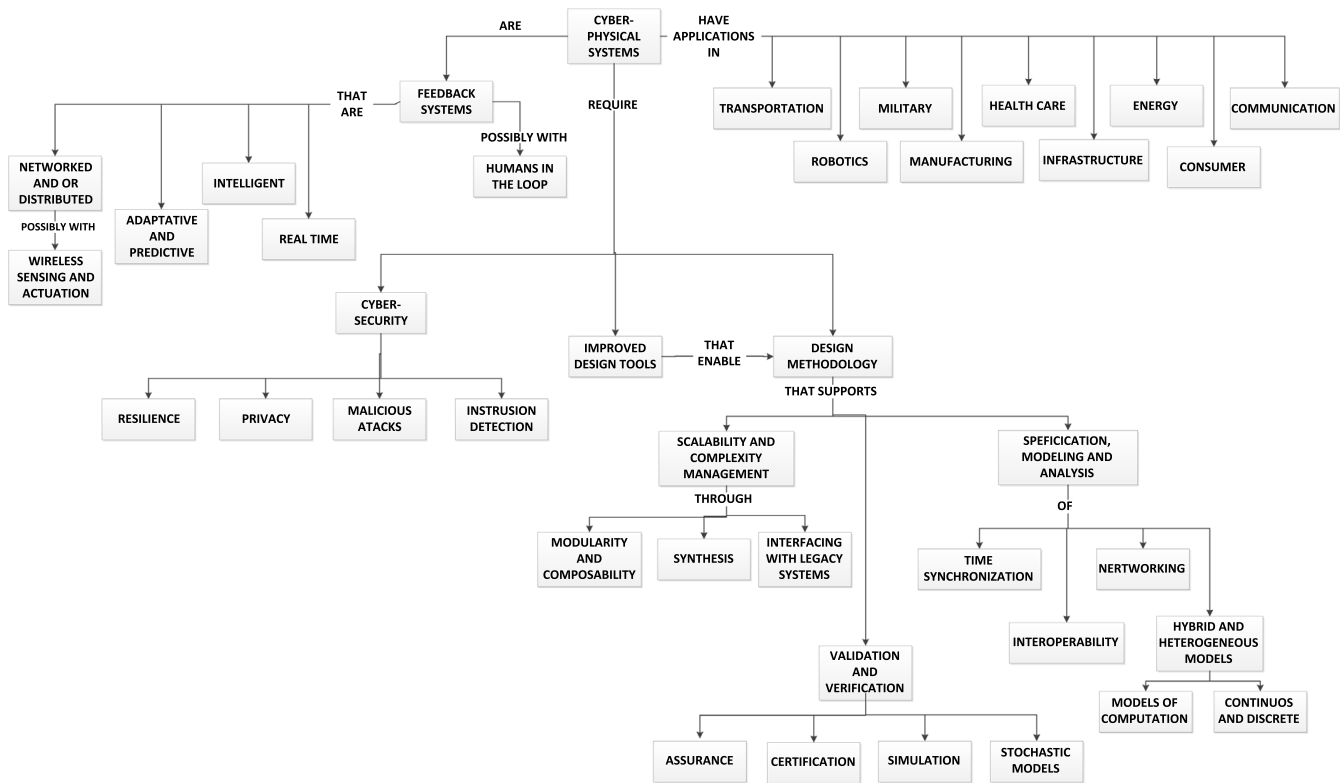 CYBER-
PHYSICAL
SYSTEMS
ARE
HAVE
APPLICATIONS
IN
REQUIRE
FEEDBACK
SYSTEMS
THAT
ARE
POSSIBLY WITH
HUMANS IN
THE LOOP
NETWORKED
AND OR
DISTRIBUTED
POSSIBLY WITH
WIRELESS
SENSING AND
ACTUATION
ADAPTATIVE
AND
PREDICTIVE
INTELLIGENT
REAL TIME
TRANSPORTATION
MILITARY
HEALTH CARE
ENERGY
COMMUNICATION
ROBOTICS
MANUFACTURING
INFRASTRUCTURE
CONSUMER
CYBER-
SECURITY
RESILIENCE
PRIVACY
MALICIOUS
ATACKS
INSTRUSION
DETECTION
IMPROVED
DESIGN TOOLS
THAT
ENABLE
DESIGN
METHODOLOGY
THAT SUPPORTS
SCALABILITY AND
COMPLEXITY
MANAGEMENT
THROUGH
MODULARITY
AND
COMPOSABILITY
SYNTHESIS
INTERFACING
WITH LEGACY
SYSTEMS
SPEFICICATION,
MODELING AND
ANALYSIS
OF
TIME
SYNCHRONIZATION
NERTWORKING
INTEROPERABILITY
HYBRID AND
HETEROGENEOUS
MODELS
MODELS OF
COMPUTATION
CONTINUOS
AND DISCRETE
VALIDATION
AND
VERIFICATION
ASSURANCE
CERTIFICATION
SIMULATION
STOCHASTIC
MODELS